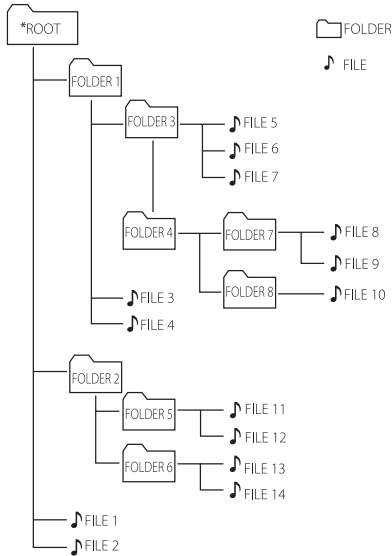 *ROOT
FOLDER
FILE
FOLDER 1
FOLDER 3
FILE 5
FILE 6
FILE 7
FOLDER 4
FOLDER 7
FILE 8
FILE 9
FOLDER 8
FILE 10
FILE 3
FILE 4
FOLDER 2
FOLDER 5
FILE 11
FILE 12
FOLDER 6
FILE 13
FILE 14
FILE 1
FILE 2